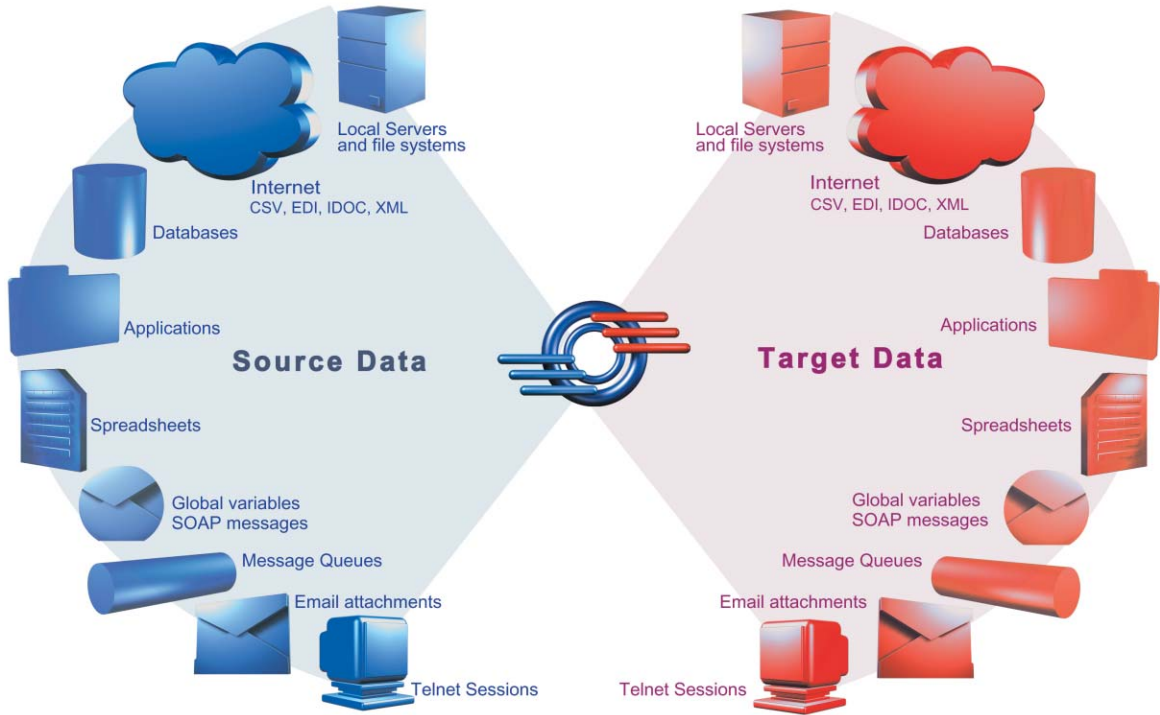 Local Servers
and file systems
Internet
CSV, EDI, IDOC, XML
Databases
Applications
Source Data
Spreadsheets
Global variables
SOAP messages
Message Queues
Email attachments
Telnet Sessions
Local Servers
and file systems
Internet
CSV, EDI, IDOC, XML
Databases
Applications
Target Data
Spreadsheets
Global variables
SOAP messages
Message Queues
Email attachments
Telnet Sessions